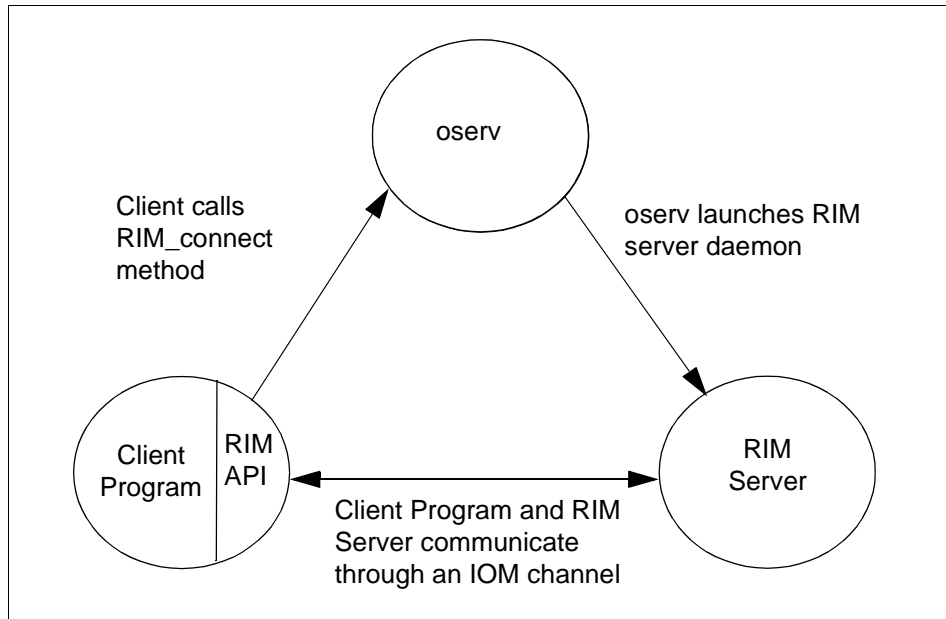 oserv
Client calls
RIM_connect
method
oserv launches RIM
server daemon
Client
Program
RIM
API
RIM
Server
Client Program and RIM
Server communicate
through an IOM channel